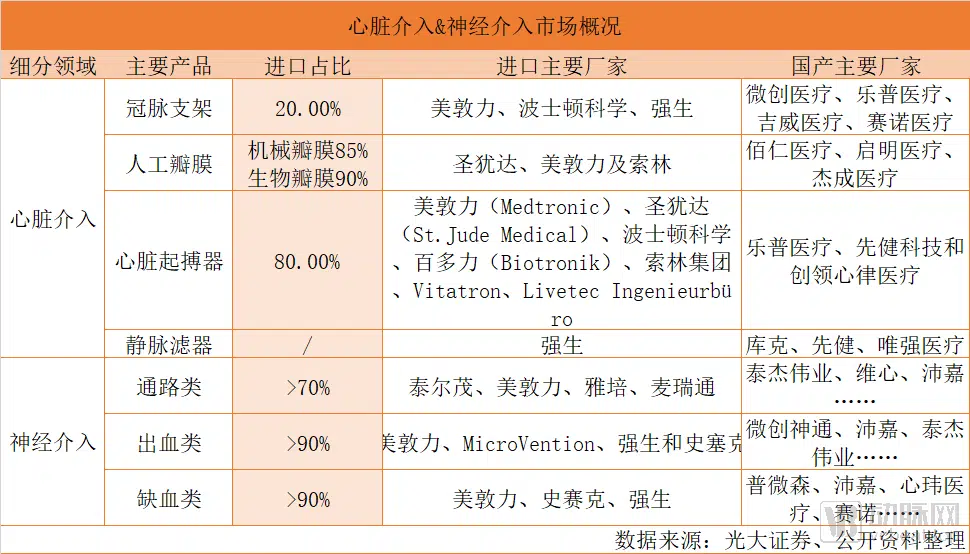 心脏介入&神经介入市场概况
细分领域 主要产品 进口占比 进口主要厂家 国产主要厂家
心脏介入
冠脉支架 20.00% 美敦力、波士顿科学、强生
微创医疗、乐普医疗、
吉威医疗、赛诺医疗
人工瓣膜
机械瓣膜85%
生物瓣膜90%
圣犹达、美敦力及索林
佰仁医疗、启明医疗、
杰成医疗
心脏起搏器 80.00%
美敦力（Medtronic）、圣犹达
（St.Jude Medical）、波士顿科学
、百多力（Biotronik）、索林集团
、Vitatron、Livetec Ingenieurbü
ro
乐普医疗、先健科技和
创领心律医疗
静脉滤器 / 强生 库克、先健、唯强医疗
神经介入
通路类 >70% 泰尔茂、美敦力、雅培、麦瑞通
泰杰伟业、维心、沛嘉
……
出血类 >90% 美敦力、MicroVention、强生和史塞克
微创神通、沛嘉、泰杰
伟业……
缺血类 >90% 美敦力、史赛克、强生
普微森、沛嘉、心玮医
疗、赛诺……
数据来源：光大证券、公开资料整理
动脉网